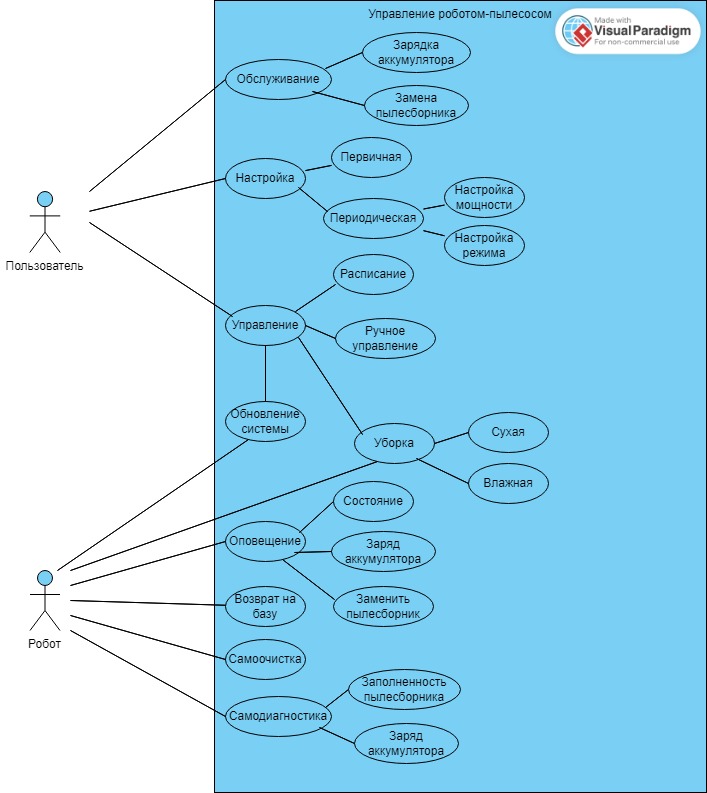 Управление роботом-пылесосом
Made with
VisualParadigm
For non-commercial use
Зарядка
аккумулятора
Обслуживание
Замена
пылесборника
Первичная
Настройка
Настройка
мощности
Периодическая
Настройка
режима
Пользователь
Расписание
Управление
Ручное
управление
Обновление
системы
Сухая
Уборка
Влажная
Состояние
Оповещение
Заряд
аккумулятора
Возврат на
базу
Заменить
пылесборник
Робот
Самоочистка
Заполненность
пылесборника
Самодиагностика
Заряд
аккумулятора